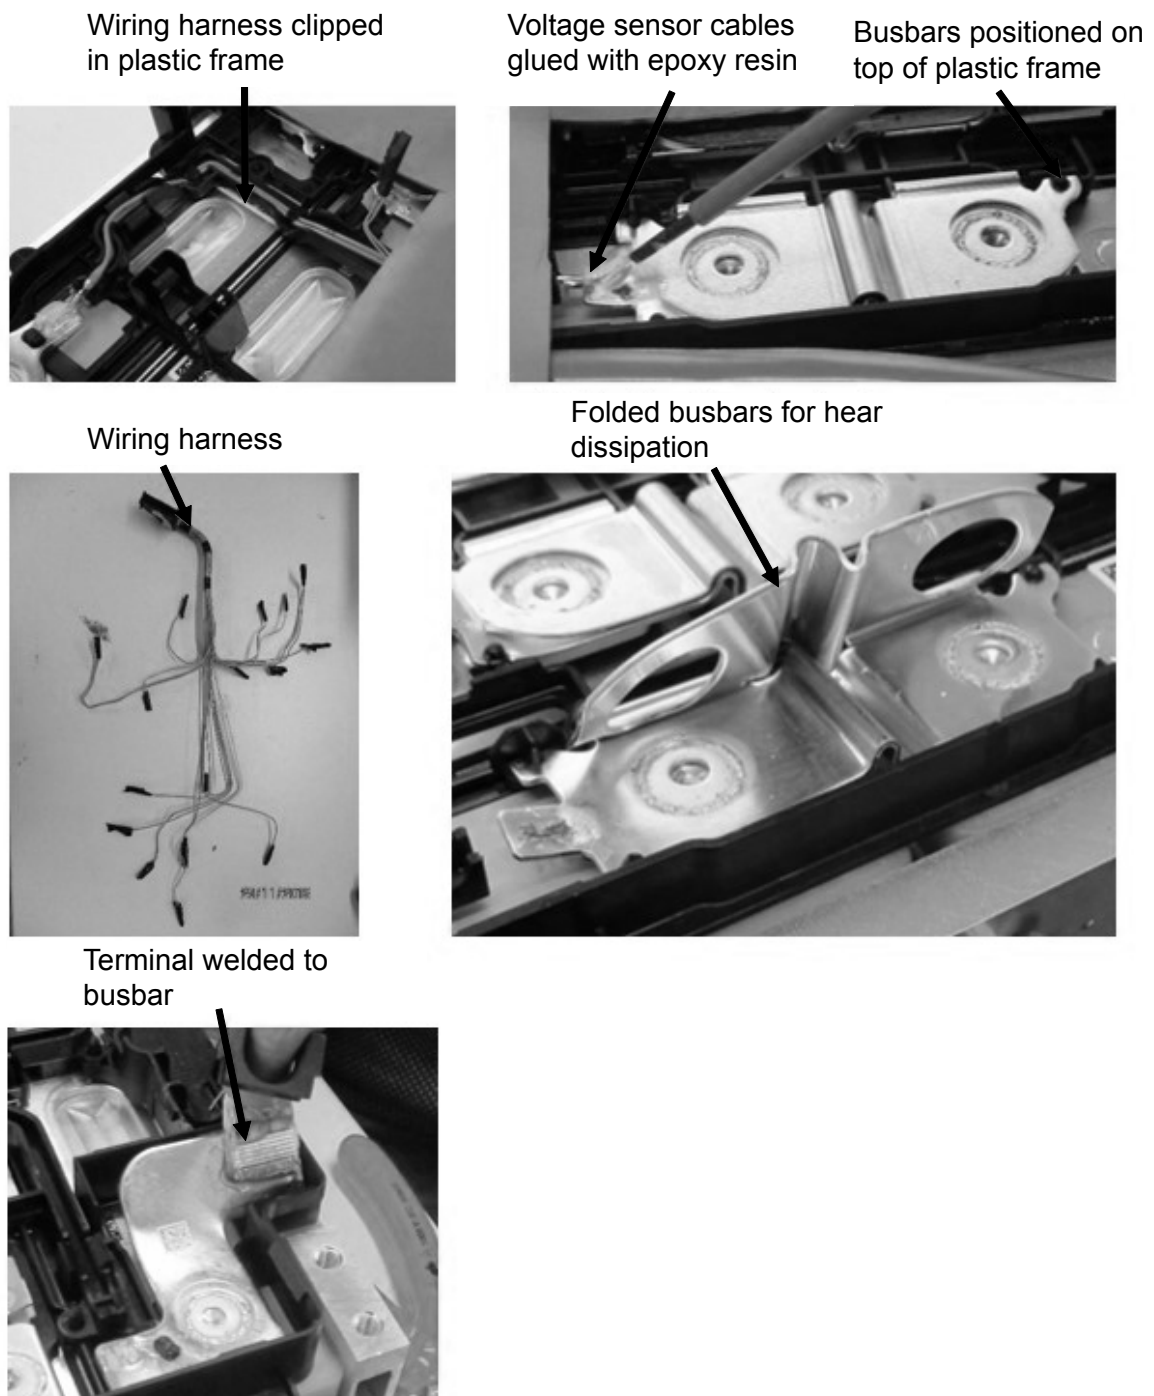 Wiring harness clipped
in plastic frame
Voltage sensor cables
glued with epoxy resin
Busbars positioned on
top of plastic frame
Wiring harness
Folded busbars for hear
dissipation
Terminal welded to
busbar